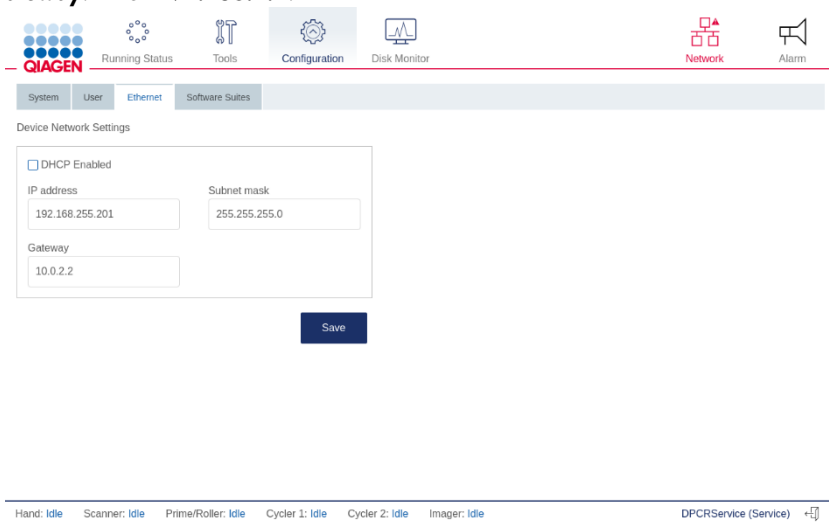 QIAGEN
Running Status Tools Configuration Disk Monitor Network Alarm
System User Ethernet Software Suites
Device Network Settings
DHCP Enabled
IP address Subnet mask
192.168.255.201 255.255.255.0
Gateway
10.0.2.2
Save
Hand: Idle Scanner: Idle Prime/Roller: Idle Cycler 1: Idle Cycler 2: Idle Imager: Idle DPCRService (Service)